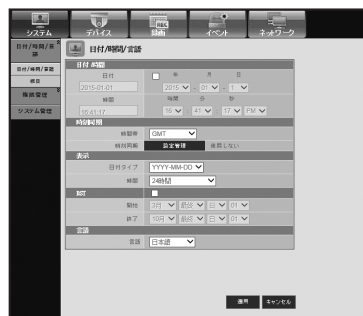 システム デバイス 録画 イベント ネットワーク
日付/時間/言語
日付/時間/言語
祝日
権限管理
システム管理
日付/時間/言語
日付/時間
日付 年 月 日
2015-01-01 2015 - 01 - 1
時間 時間 分 秒
16:41:17 16 : 41 : 17 PM
時刻同期
時間帯 GMT
時刻同期 設定管理 使用しない
表示
日付タイプ YYYY-MM-DD
時間 24時間
DST
開始 3月 最終 日 01
終了 10月 最終 日 01
言語
言語 日本語
適用 キャンセル